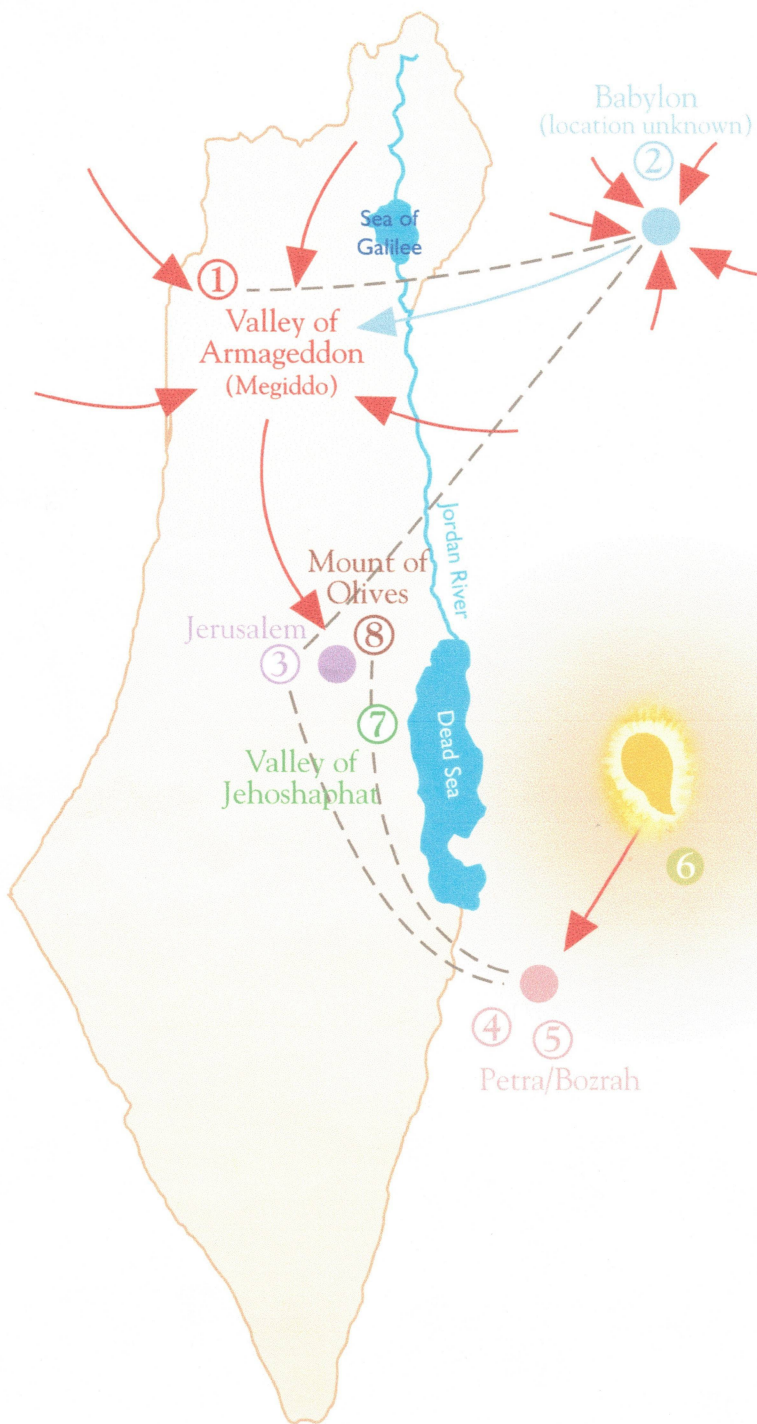 Babylon
(location unknown)
2
Sea of
Galilee
1
Valley of
Armageddon
(Megiddo)
Jordan River
Mount of
Olives
8
Jerusalem
3
7
Valley of
Jehoshaphat
Dead Sea
6
4
5
Petra/Bozrah